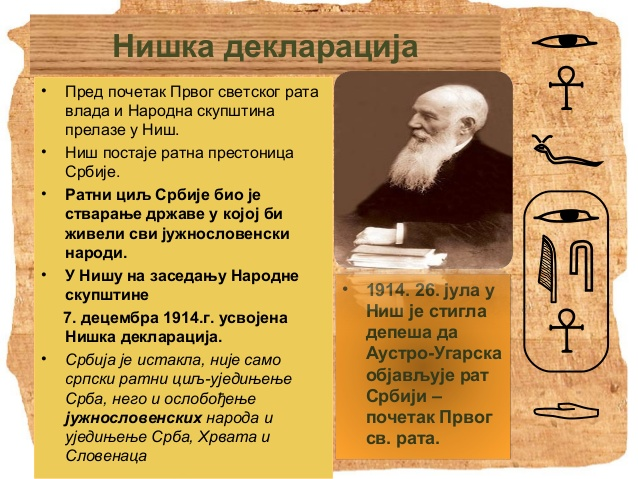 Нишка декларација
• Пред почетак Првог светског рата
влада и Народна скупштина
прелазе у Ниш.
• Ниш постаје ратна престоница
Србије.
• Ратни циљ Србије био је
стварање државе у којој би
живели сви јужнословенски
народи.
• У Нишу на заседању Народне
скупштине
7. децембра 1914.г. усвојена
Нишка декларација.
• Србија је истакла, није само
српски ратни циљ-уједињење
Срба, него и ослобођење
јужнословенских народа и
уједињење Срба, Хрвата и
Словенаца
• 1914. 26. јула у
Ниш је стигла
депеша да
Аустро-Угарска
објављује рат
Србији –
почетак Првог
св. рата.